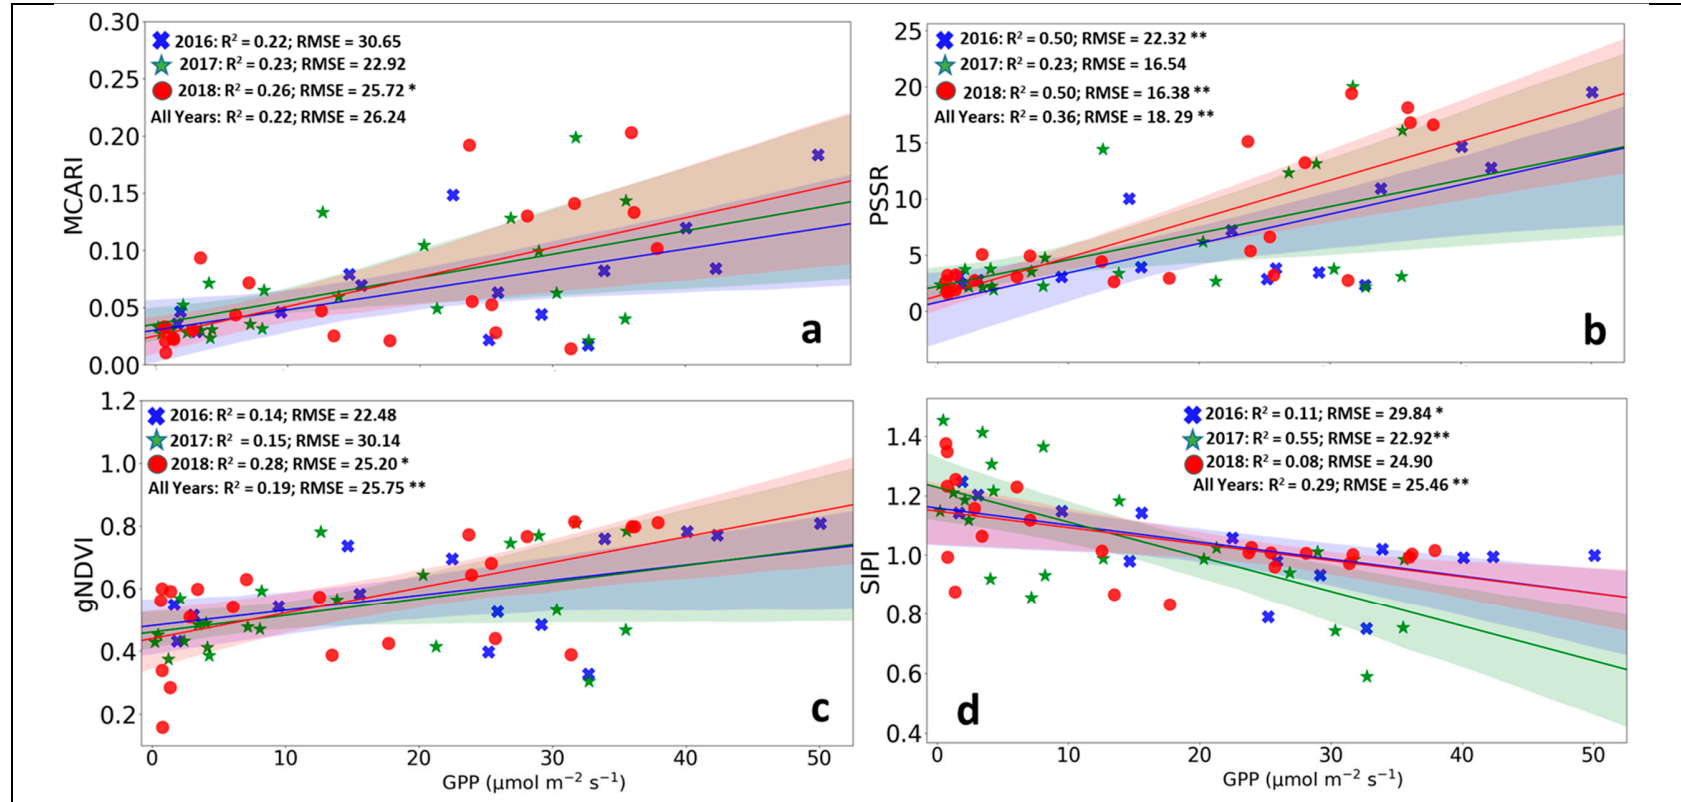 0.30
0.25
0.20
0.15
0.10
0.05
0.00
MCARI
2016: R² = 0.22; RMSE = 30.65
2017: R² = 0.23; RMSE = 22.92
2018: R² = 0.26; RMSE = 25.72 *
All Years: R² = 0.22; RMSE = 26.24
a
25
20
15
10
5
0
PSSR
2016: R² = 0.50; RMSE = 22.32 **
2017: R² = 0.23; RMSE = 16.54
2018: R² = 0.50; RMSE = 16.38 **
All Years: R² = 0.36; RMSE = 18. 29 **
b
1.2
1.0
0.8
0.6
0.4
0.2
gNDVI
2016: R² = 0.14; RMSE = 22.48
2017: R² = 0.15; RMSE = 30.14
2018: R² = 0.28; RMSE = 25.20 *
All Years: R² = 0.19; RMSE = 25.75 **
c
0 10 20 30 40 50
GPP (μmol m⁻² s⁻¹)
1.4
1.2
1.0
0.8
0.6
0.4
SIPI
2016: R² = 0.11; RMSE = 29.84 *
2017: R² = 0.55; RMSE = 22.92**
2018: R² = 0.08; RMSE = 24.90
All Years: R² = 0.29; RMSE = 25.46 **
d
0 10 20 30 40 50
GPP (μmol m⁻² s⁻¹)